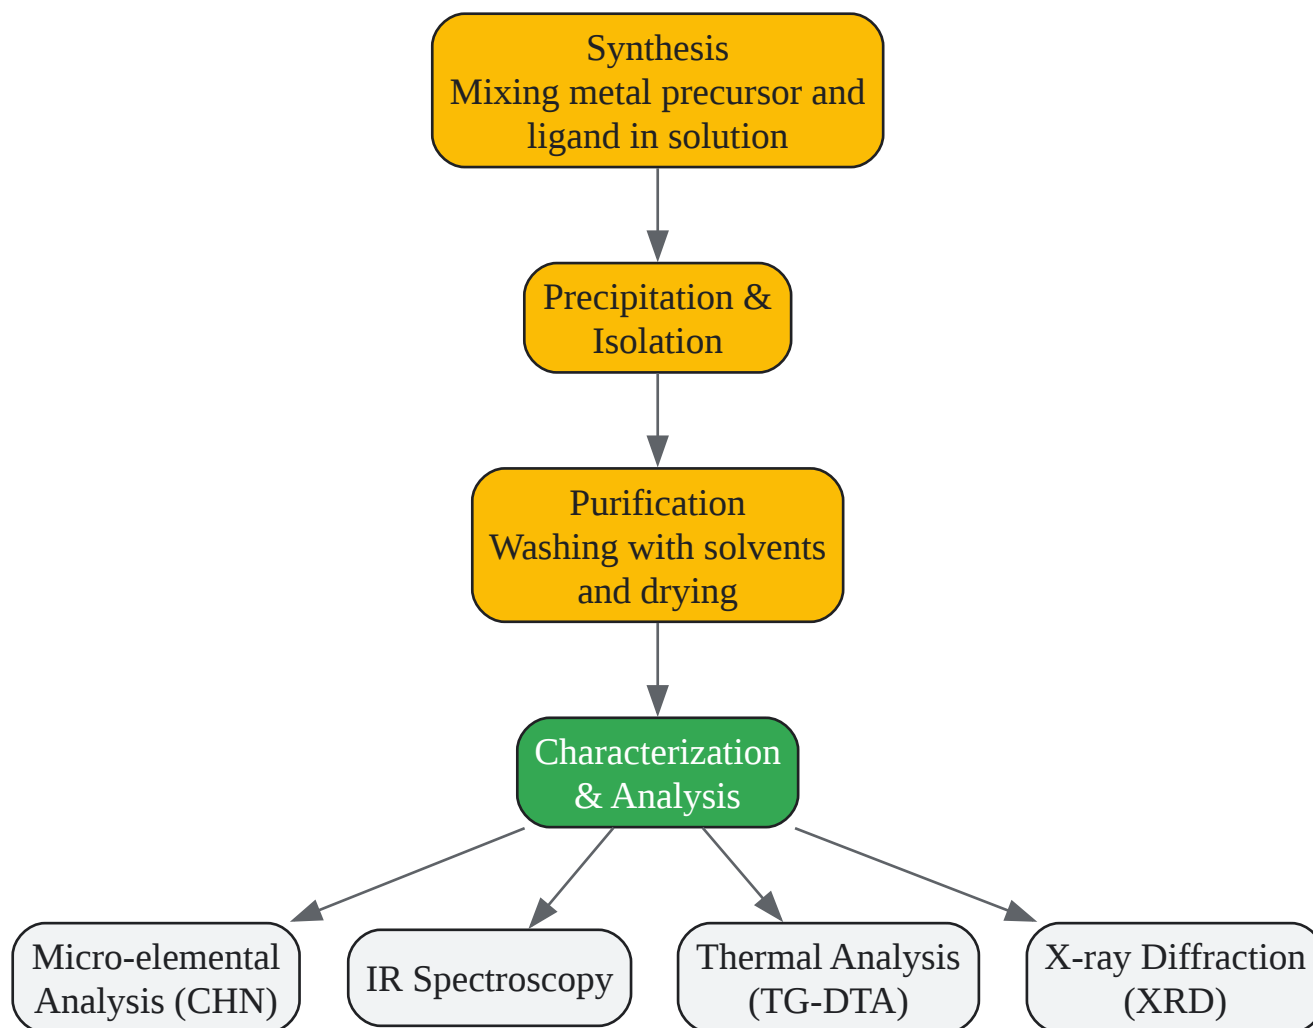 Synthesis
Mixing metal precursor and
ligand in solution
Precipitation &
Isolation
Purification
Washing with solvents
and drying
Characterization
& Analysis
Micro-elemental
Analysis (CHN)
IR Spectroscopy
Thermal Analysis
(TG-DTA)
X-ray Diffraction
(XRD)